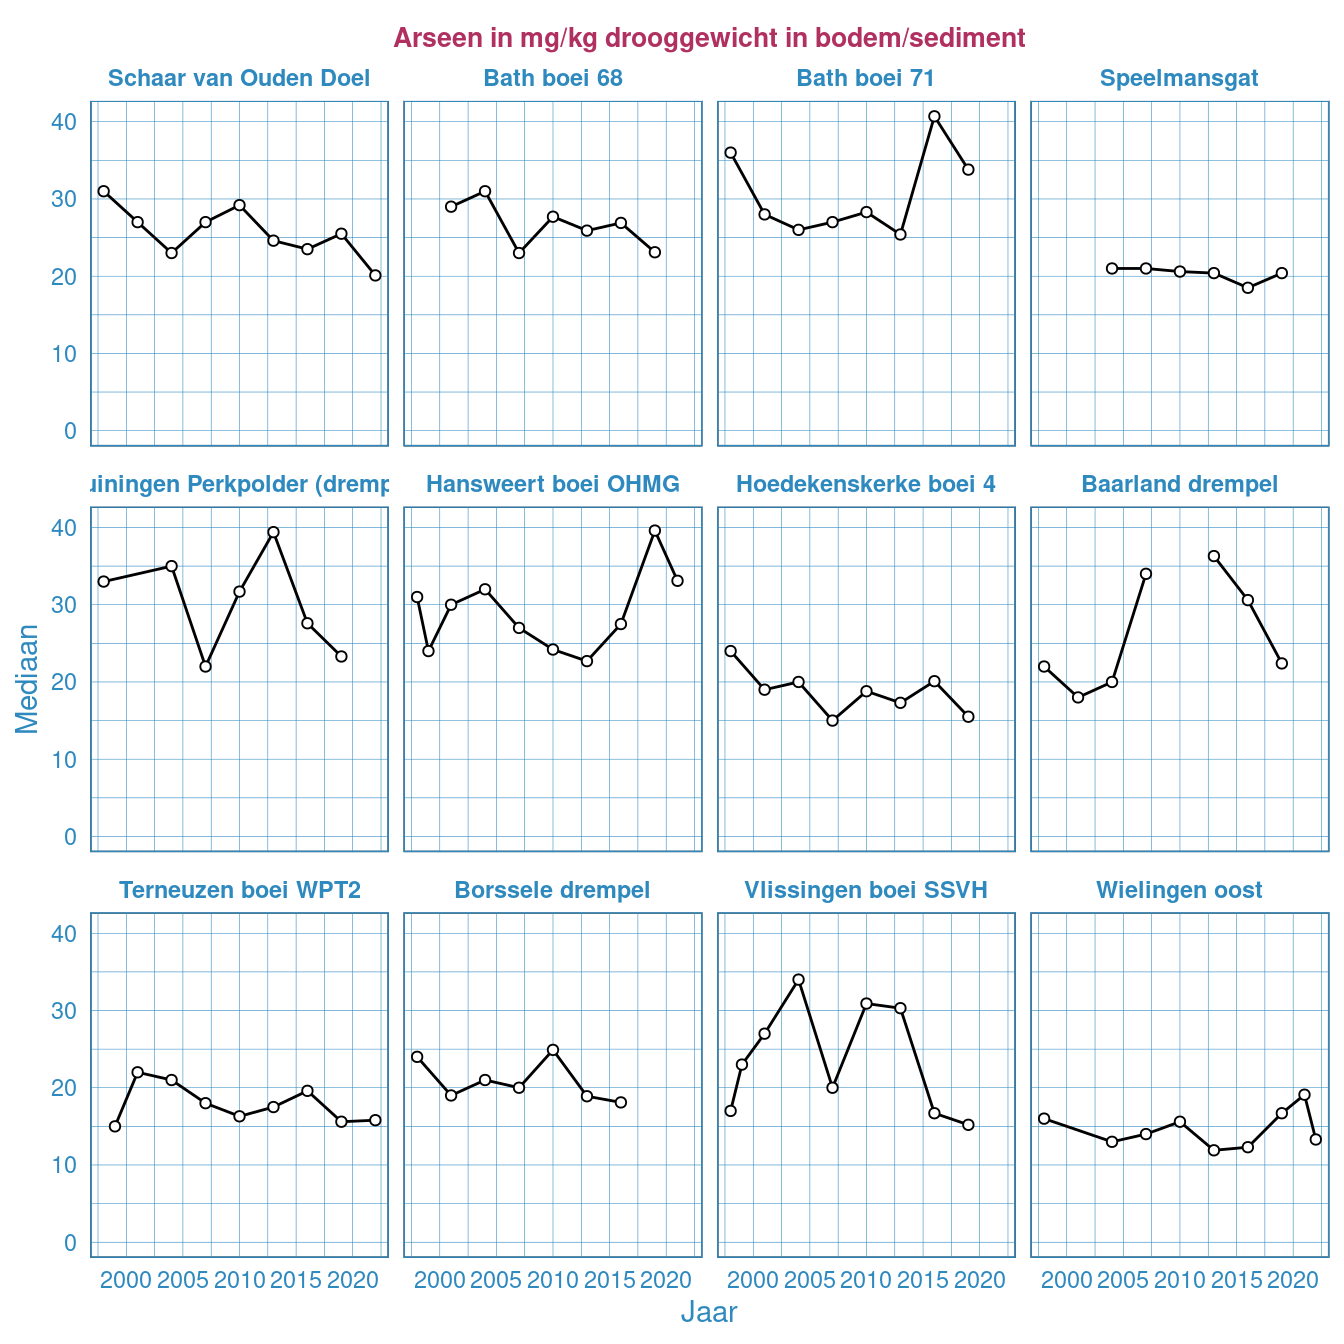 Arseen in mg/kg drooggewicht in bodem/sediment
Schaar van Ouden Doel
Bath boei 68
Bath boei 71
Speelmansgat
40
30
20
10
0
uiningen Perkpolder (dremp
Hansweert boei OHMG
Hoedekenskerke boei 4
Baarland drempel
40
30
20
10
0
Mediaan
Terneuzen boei WPT2
Borssele drempel
Vlissingen boei SSVH
Wielingen oost
40
30
20
10
0
2000 2005 2010 2015 2020
2000 2005 2010 2015 2020
2000 2005 2010 2015 2020
2000 2005 2010 2015 2020
Jaar